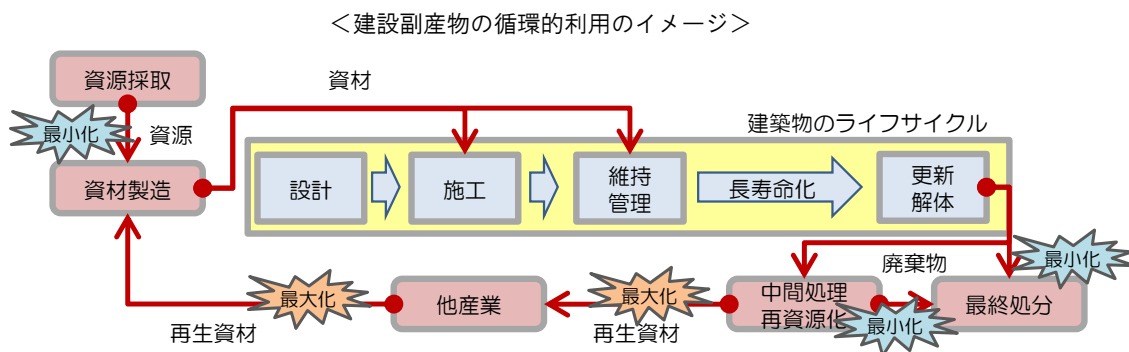 ＜建設副産物の循環的利用のイメージ＞
資源採取
資材
最小化
資源
建築物のライフサイクル
資材製造
設計
施工
維持
管理
長寿命化
更新
解体
廃棄物
最小化
最大化
他産業
最大化
中間処理
再資源化
最小化
最終処分
再生資材
再生資材